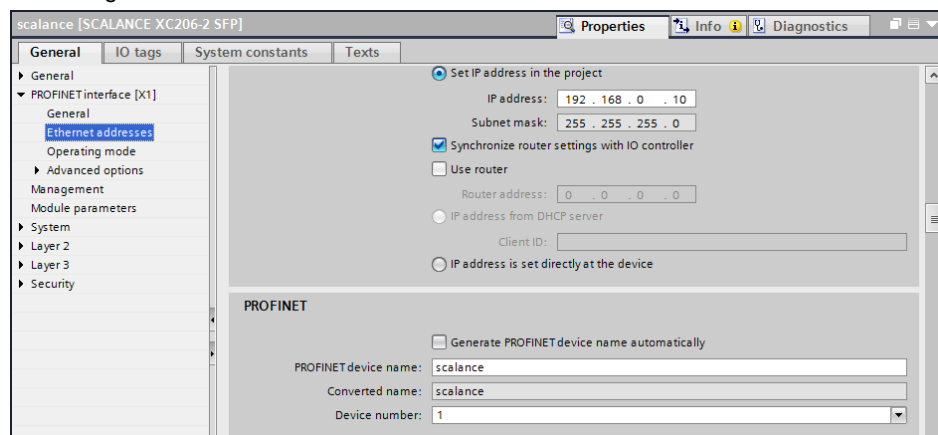 scalance [SCALANCE XC206-2 SFP]
Properties Info Diagnostics
General IO tags System constants Texts
General
PROFINET interface [X1]
General
Ethernet addresses
Operating mode
Advanced options
Management
Module parameters
System
Layer 2
Layer 3
Security
Set IP address in the project
IP address: 192 . 168 . 0 . 10
Subnet mask: 255 . 255 . 255 . 0
Synchronize router settings with IO controller
Use router
Router address: 0 . 0 . 0 . 0
IP address from DHCP server
Client ID:
IP address is set directly at the device
PROFINET
Generate PROFINET device name automatically
PROFINET device name: scalance
Converted name: scalance
Device number: 1